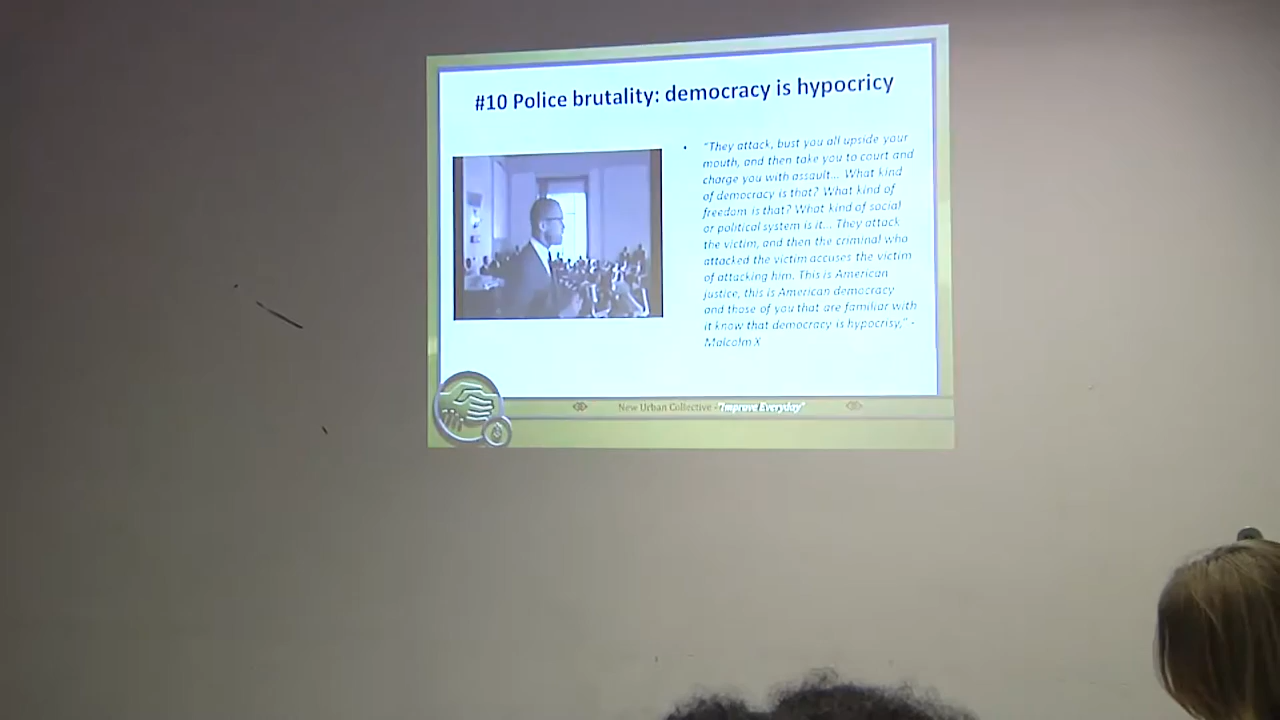 #10 Police brutality: democracy is hypocricy
• "They attack, bust you all upside your
mouth, and then take you to court and
charge you with assault... What kind
of democracy is that? What kind of
freedom is that? What kind of social
or political system is it... They attack
the victim, and then the criminal who
attacked the victim accuses the victim
of attacking him. This is American
justice, this is American democracy
and those of you that are familiar with
it know that democracy is hypocrisy," -
Malcolm X
New Urban Collective - "Improve Everyday"